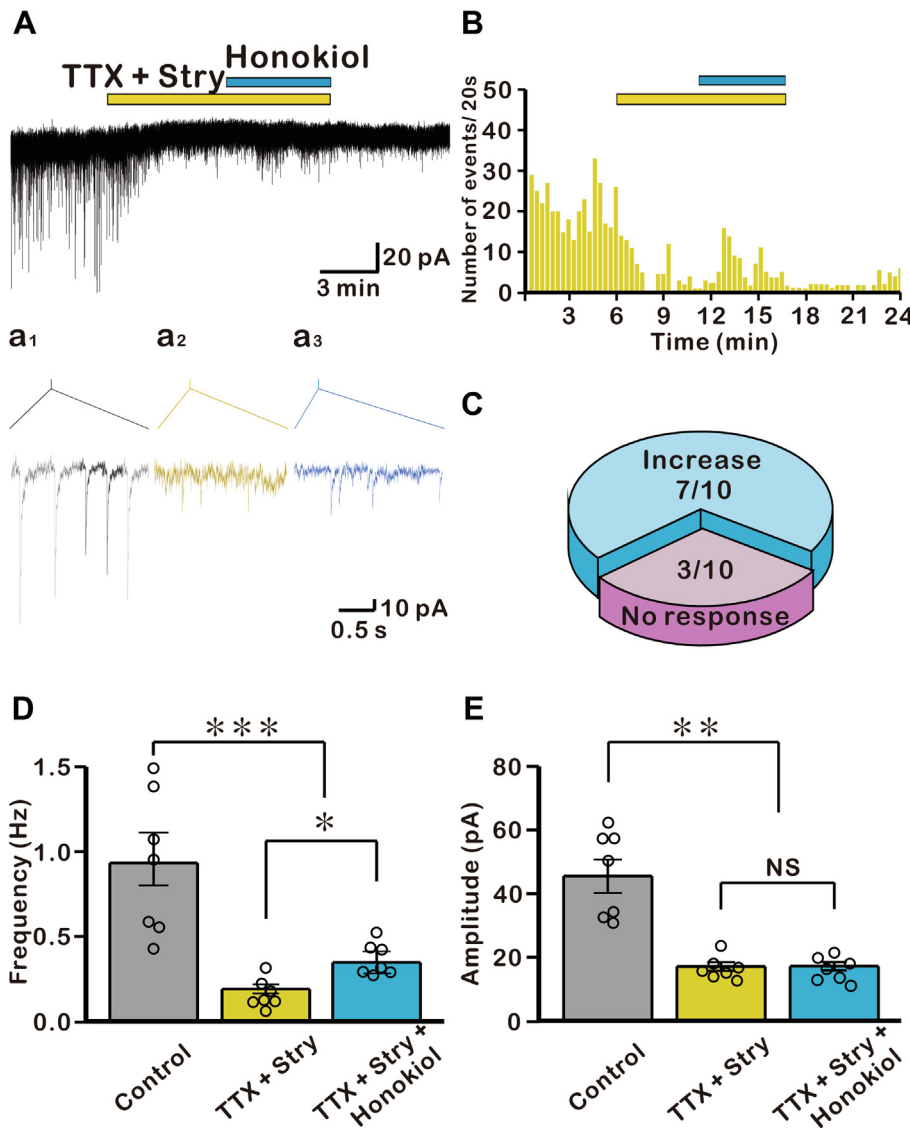 A
Honokiol
TTX + Stry
20 pA
3 min
a1
a2
a3
10 pA
0.5 s
B
Number of events/ 20s
50
40
30
20
10
0
3
6
9
12
15
18
21
24
Time (min)
C
Increase
7/10
3/10
No response
D
***
*
Frequency (Hz)
1.5
1.0
0.5
0.0
Control
TTX + Stry
TTX + Stry +
Honokiol
E
**
NS
Amplitude (pA)
80
60
40
20
0
Control
TTX + Stry
TTX + Stry +
Honokiol